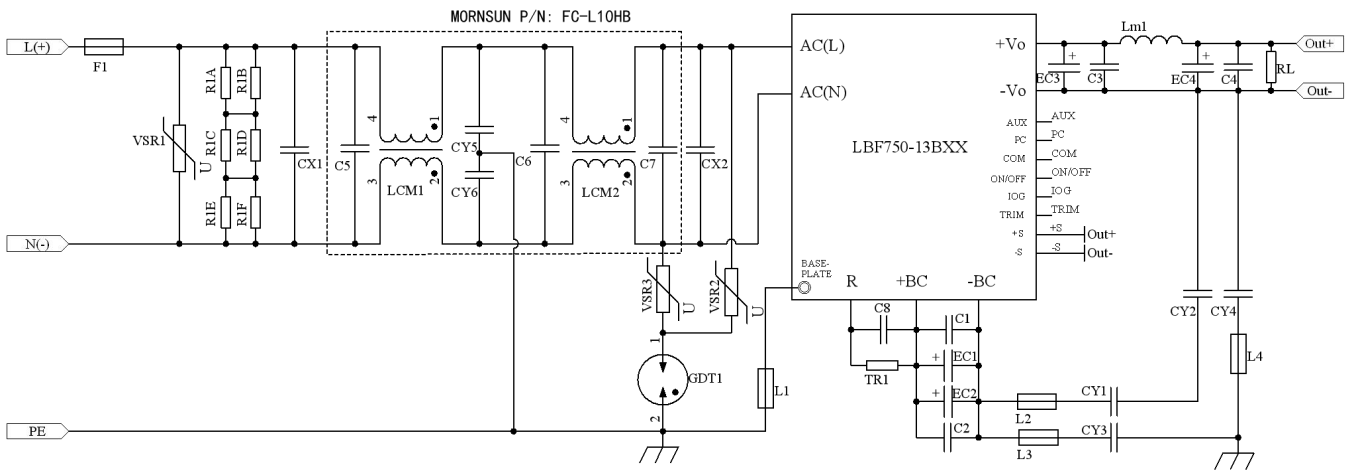 MORNSUN P/N: FC-L10HB
L(+)
F1
R1A
R1B
VSR1
U
R1C
R1D
R1E
R1F
CX1
C5
4
1
3
2
LCM1
CY5
CY6
C6
4
1
3
2
LCM2
C7
CX2
N(-)
VSR3
U
VSR2
U
1
GDT1
2
L1
PE
AC(L)
AC(N)
LBF750-13BXX
+Vo
-Vo
AUX
AUX
PC
PC
COM
COM
ON/OFF
ON/OFF
IOG
IOG
TRIM
TRIM
+S
+S
Out+
-S
-S
Out-
BASE-
PLATE
R
+BC
-BC
C8
C1
TR1
+
EC1
+
EC2
C2
L2
CY1
L3
CY3
Lm1
+
EC3
C3
+
EC4
C4
RL
Out+
Out-
CY2
CY4
L4